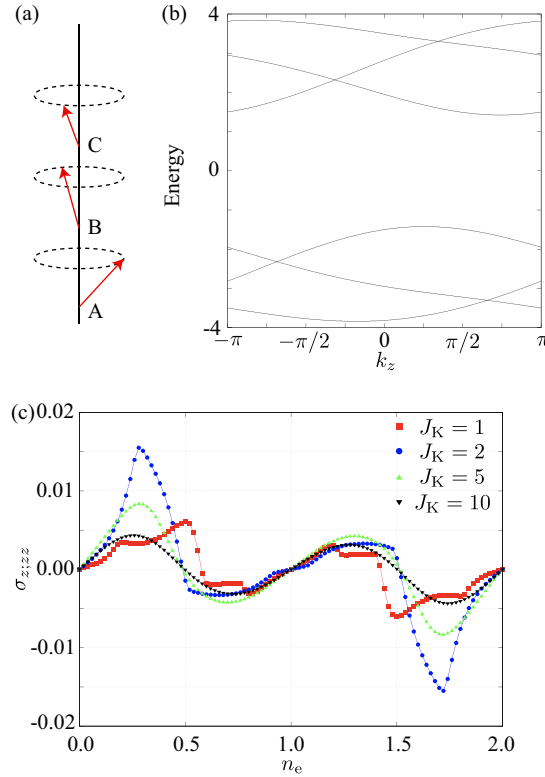 (a)
C
B
A
(b)
Energy
4
0
-4
−π
−π/2
0
π/2
π
k_z
(c)
σ_{z;zz}
0.02
0.01
0.00
-0.01
-0.02
J_K = 1
J_K = 2
J_K = 5
J_K = 10
0.0
0.5
1.0
1.5
2.0
n_e